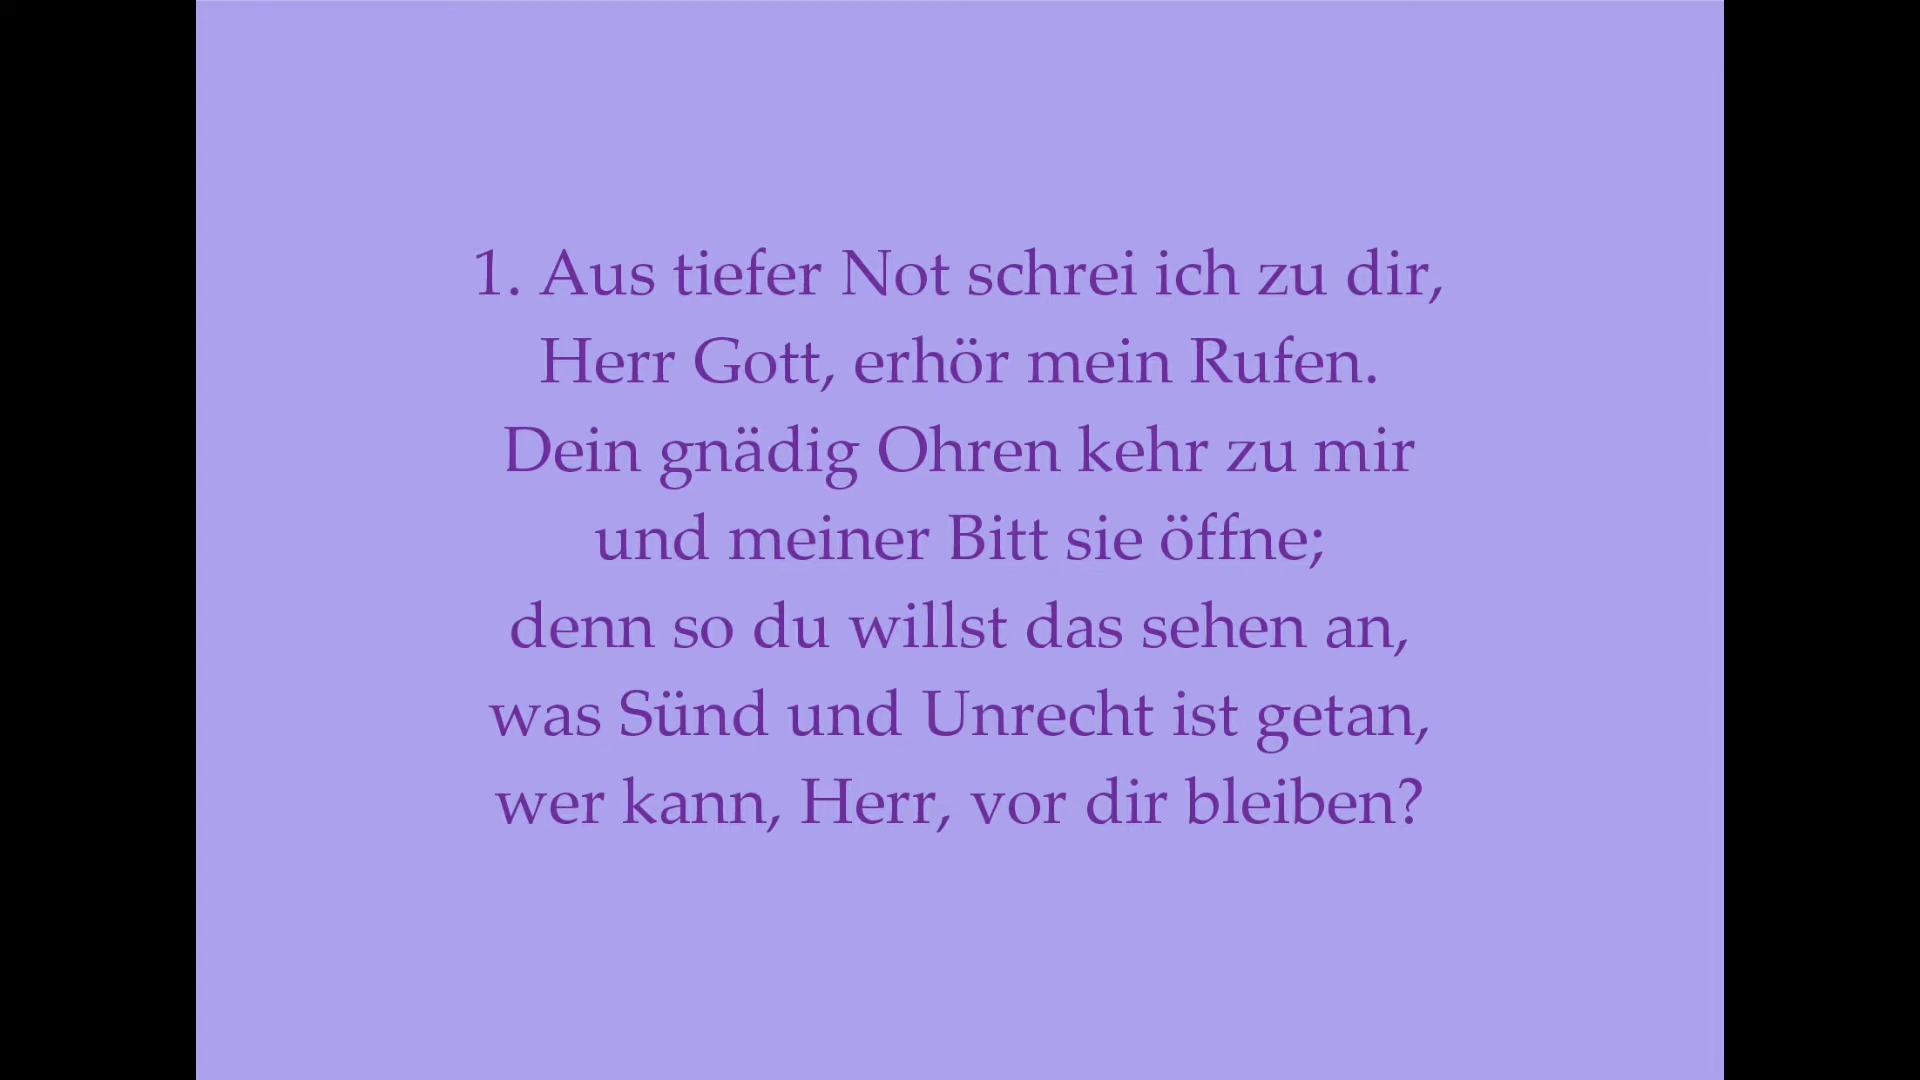 1. Aus tiefer Not schrei ich zu dir,
Herr Gott, erhör mein Rufen.
Dein gnädig Ohren kehr zu mir
und meiner Bitt sie öffne;
denn so du willst das sehen an,
was Sünd und Unrecht ist getan,
wer kann, Herr, vor dir bleiben?